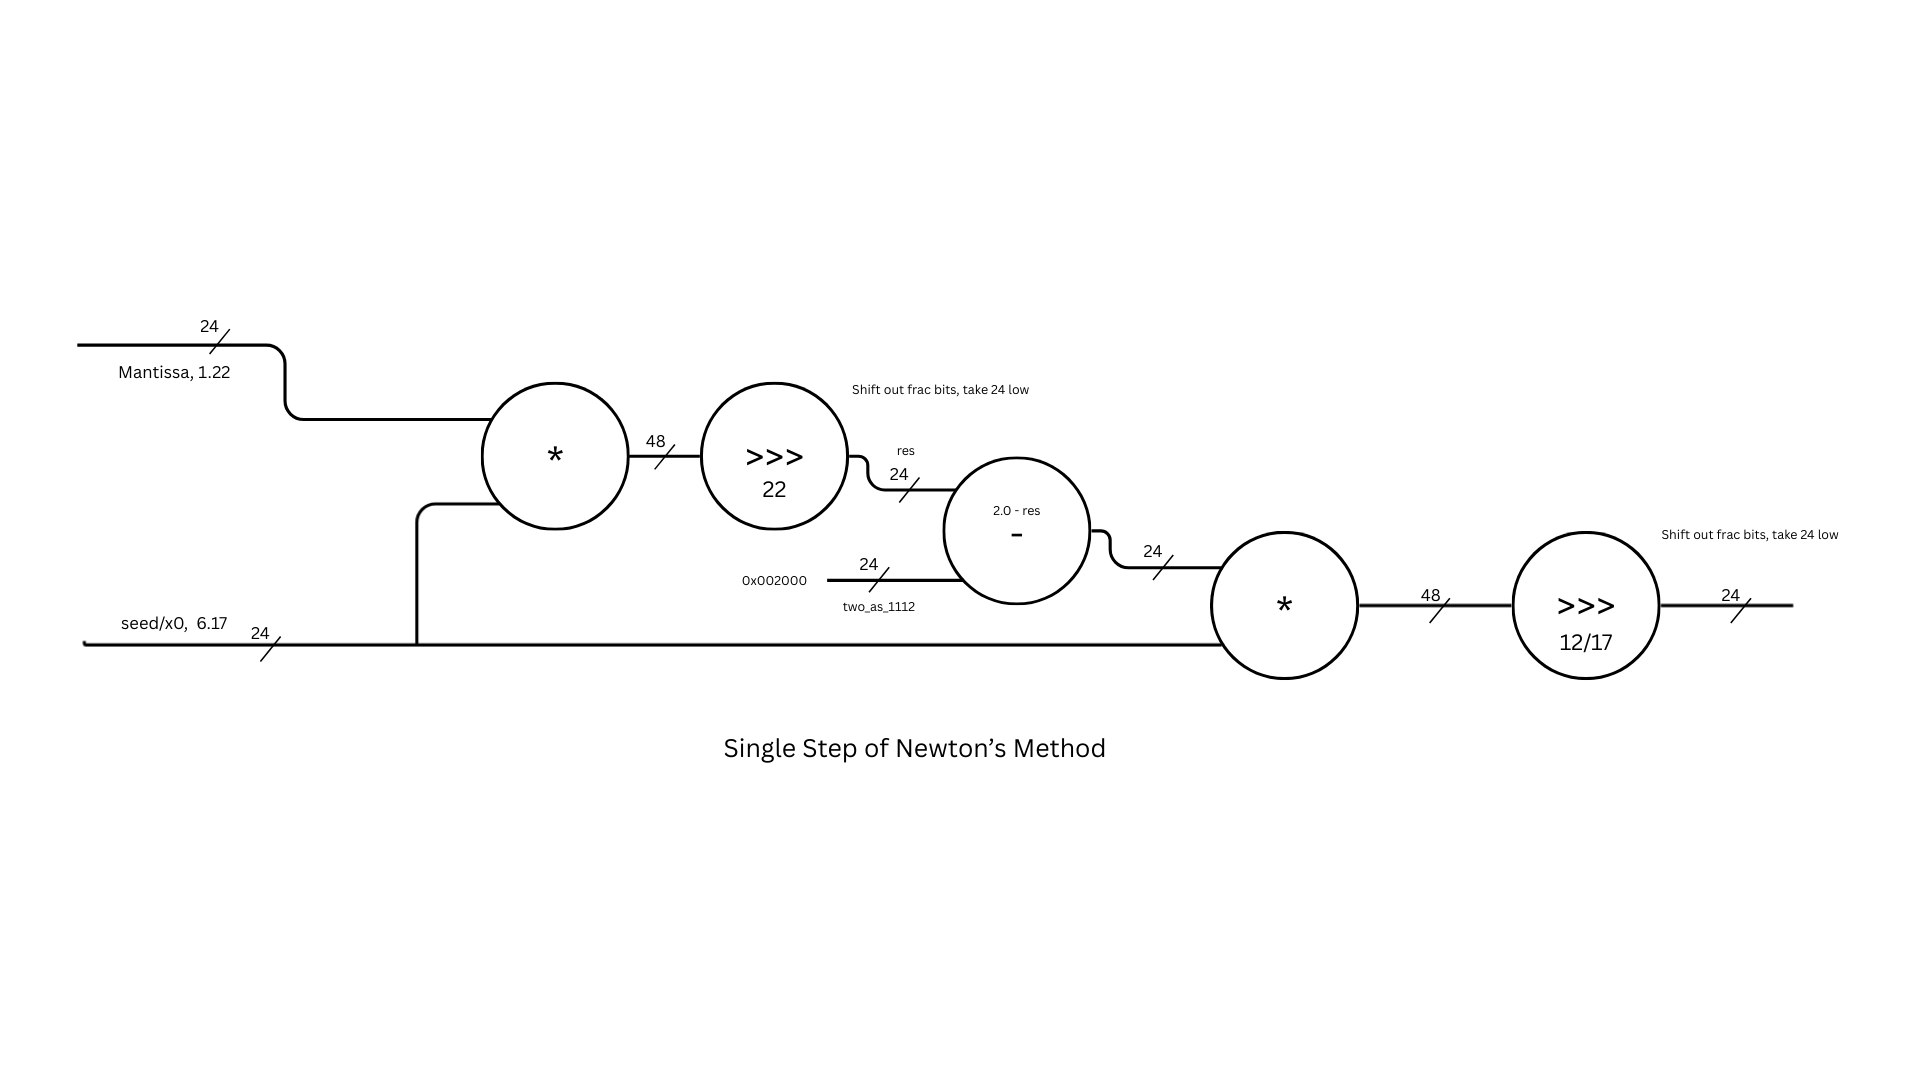 24
Mantissa, 1.22
*
48
>>>
22
Shift out frac bits, take 24 low
res
24
2.0 - res
-
0x002000
24
two_as_1112
24
seed/x0,  6.17
24
*
48
>>>
12/17
Shift out frac bits, take 24 low
24
Single Step of Newton’s Method